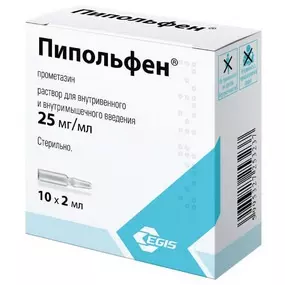 Пипольфен®
прометазин
раствор для внутривенного
и внутримышечного введения
25 мг/мл
Стерильно.
10 x 2 мл
EGIS